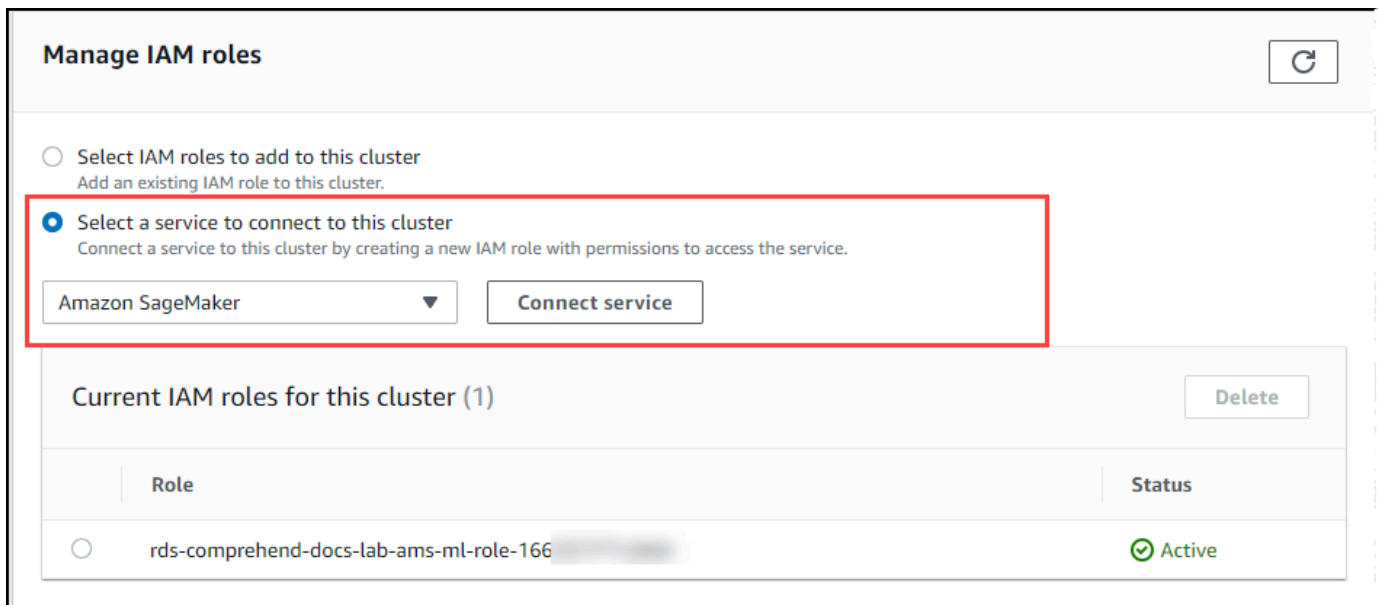 Manage IAM roles
Select IAM roles to add to this cluster
Add an existing IAM role to this cluster.
Select a service to connect to this cluster
Connect a service to this cluster by creating a new IAM role with permissions to access the service.
Amazon SageMaker Connect service
Current IAM roles for this cluster (1) Delete
Role Status
rds-comprehend-docs-lab-ams-ml-role-166 Active